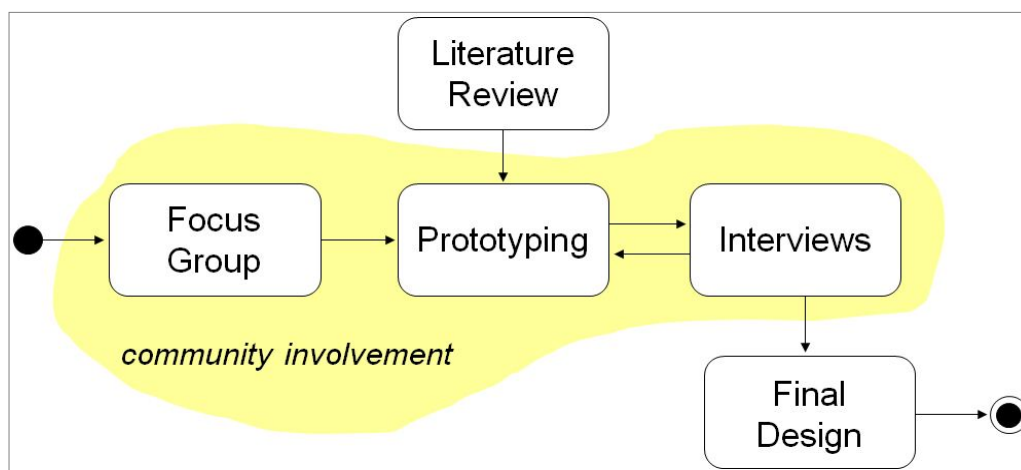 Literature
Review
Focus
Group
Prototyping
Interviews
community involvement
Final
Design